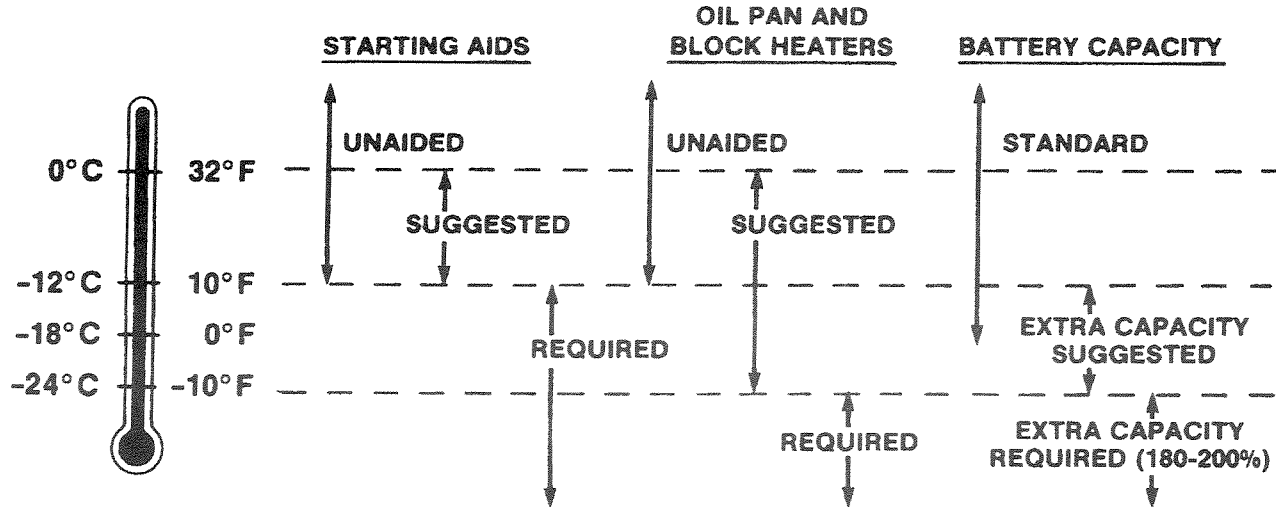 STARTING AIDS
OIL PAN AND
BLOCK HEATERS
BATTERY CAPACITY
UNAIDED
UNAIDED
STANDARD
0°C
32°F
SUGGESTED
SUGGESTED
-12°C
10°F
-18°C
0°F
REQUIRED
EXTRA CAPACITY
SUGGESTED
-24°C
-10°F
REQUIRED
EXTRA CAPACITY
REQUIRED (180-200%)